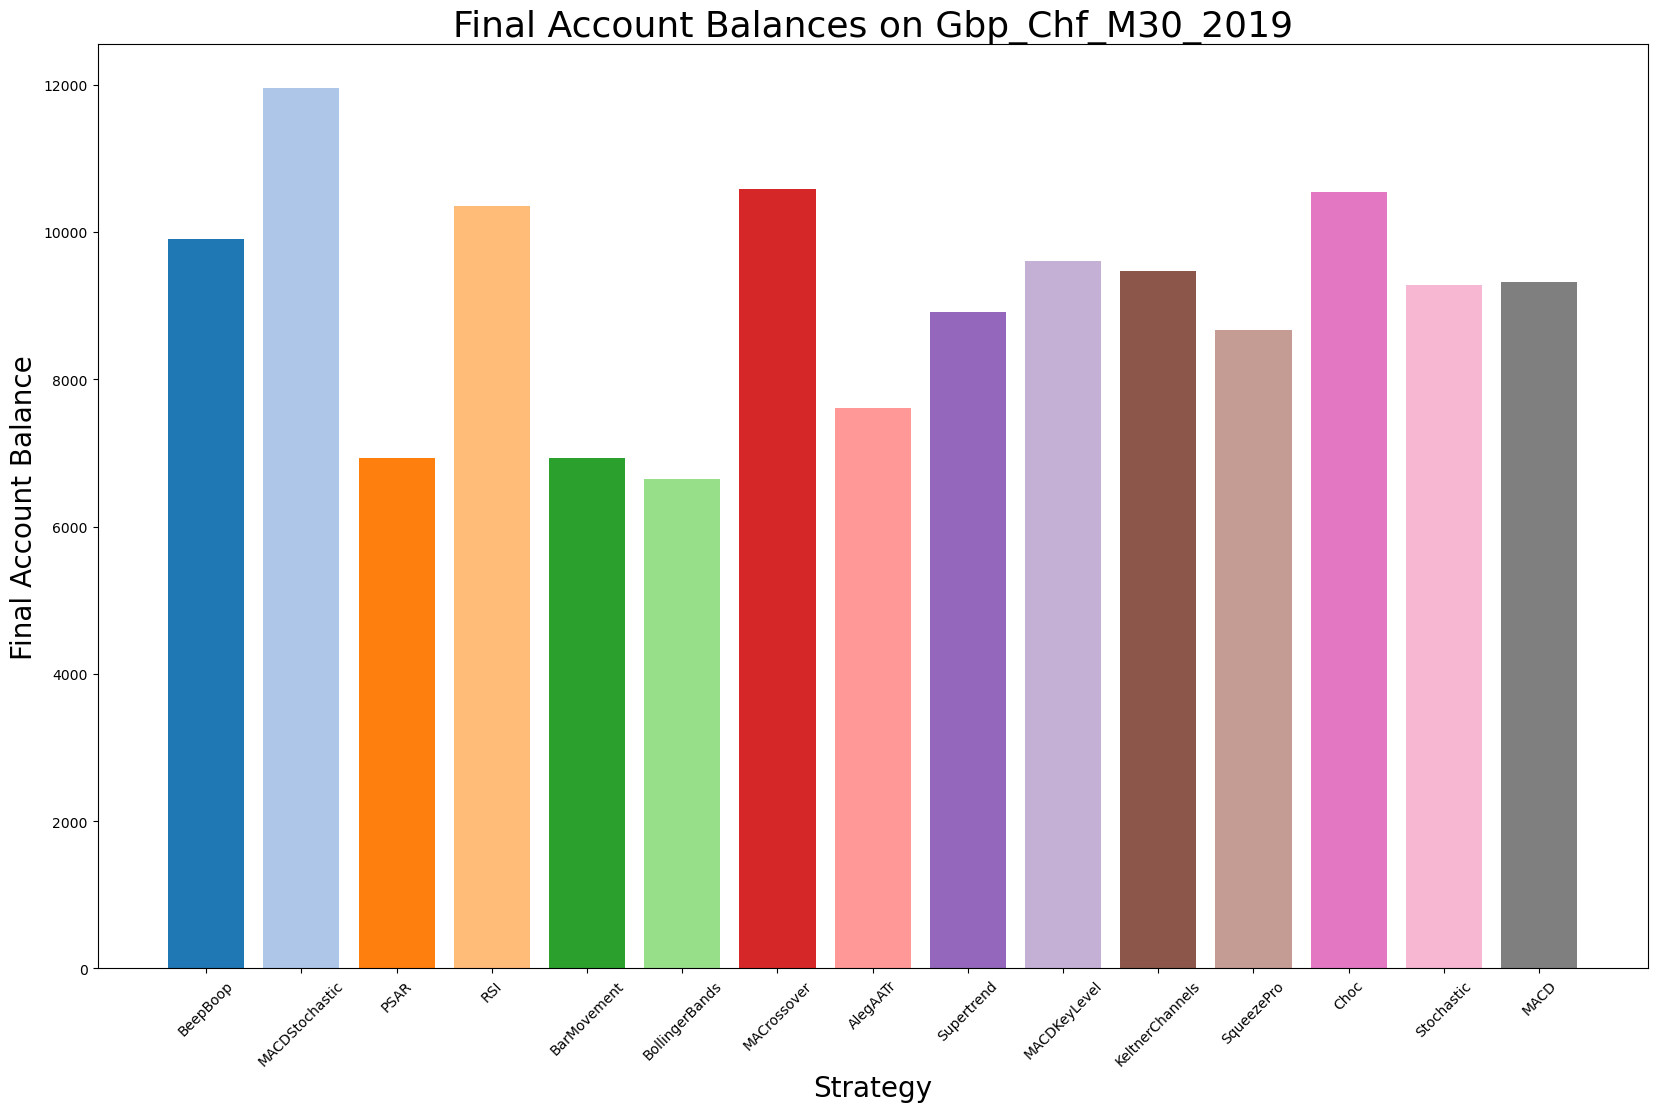 Final Account Balances on Gbp_Chf_M30_2019
Final Account Balance
12000
10000
8000
6000
4000
2000
0
BeepBoop
MACDStochastic
PSAR
RSI
BarMovement
BollingerBands
MACrossover
AlegAATr
Supertrend
MACDKeyLevel
KeltnerChannels
SqueezePro
Choc
Stochastic
MACD
Strategy